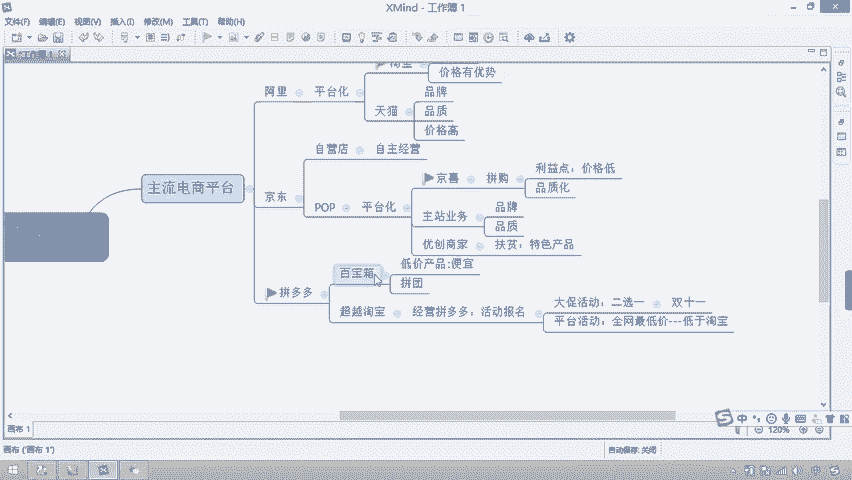 XMind - 工作簿 1
文件(F) 编辑(E) 视图(V) 插入(I) 修改(M) 工具(T) 帮助(H)
价格有优势
阿里 平台化
品牌
天猫
品质
价格高
自营店 自主经营
主流电商平台
京东
利益点：价格低
京喜 拼购
品质化
POP 平台化
品牌
主站业务
品质
优创商家 扶贫：特色产品
百宝箱
低价产品:便宜
拼多多
拼团
大促活动：二选一 双十一
超越淘宝 经营拼多多：活动报名
平台活动：全网最低价---低于淘宝
画布 1
120%
画布 ('画布 1')
自动保存: 关闭